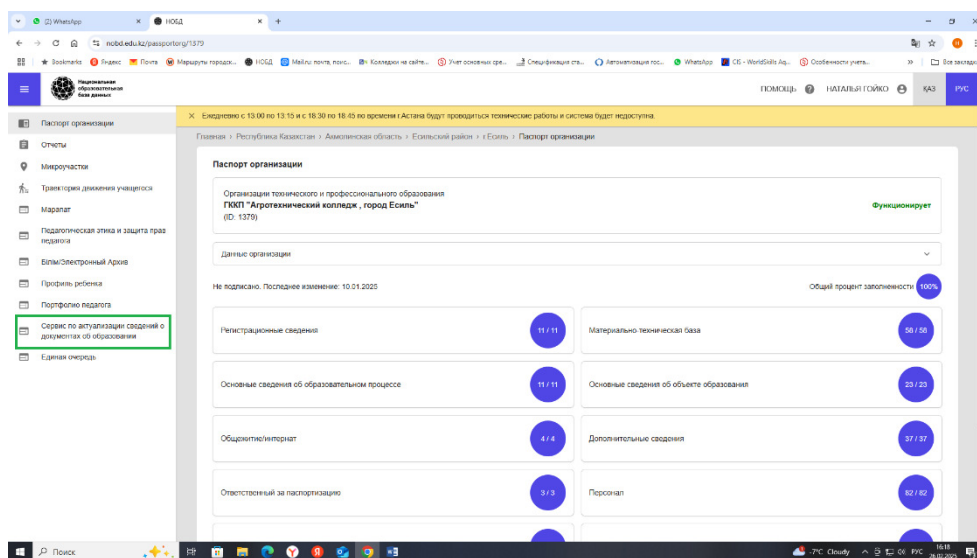 (2) WhatsApp
НОБД
nobd.edu.kz/passportorg/1379
Bookmarks
Яндекс
Почта
Маршруты городск...
НОБД
Mail.ru: почта, поис...
Колледжи на сайте...
Учет основных сре...
Спецификация ста...
Автоматизация гос...
WhatsApp
CIS - WorldSkills Ag...
Особенности учета...
Все закладки
Национальная
образовательная
база данных
ПОМОЩЬ
НАТАЛЬЯ ГОЙКО
ҚАЗ
РУС
Ежедневно с 13:00 по 13:15 и с 18:30 по 18:45 по времени г.Астана будут проводиться технические работы и система будет недоступна.
Паспорт организации
Отчеты
Микроучастки
Траектория движения учащегося
Марапат
Педагогическая этика и защита прав
педагога
Білім/Электронный Архив
Профиль ребенка
Портфолио педагога
Сервис по актуализации сведений о
документах об образовании
Единая очередь
Главная > Республика Казахстан > Акмолинская область > Есильский район > г.Есиль > Паспорт организации
Паспорт организации
Организации технического и профессионального образования
ГККП "Агротехнический колледж , город Есиль"
(ID: 1379)
Функционирует
Данные организации
Не подписано. Последнее изменение: 10.01.2025
Общий процент заполненности 100%
Регистрационные сведения 11 / 11
Материально-техническая база 58 / 58
Основные сведения об образовательном процессе 11 / 11
Основные сведения об объекте образования 23 / 23
Общежитие/интернат 4 / 4
Дополнительные сведения 37 / 37
Ответственный за паспортизацию 3 / 3
Персонал 82 / 82
Поиск
-7°C Cloudy
РУС
16:18
26.02.2025